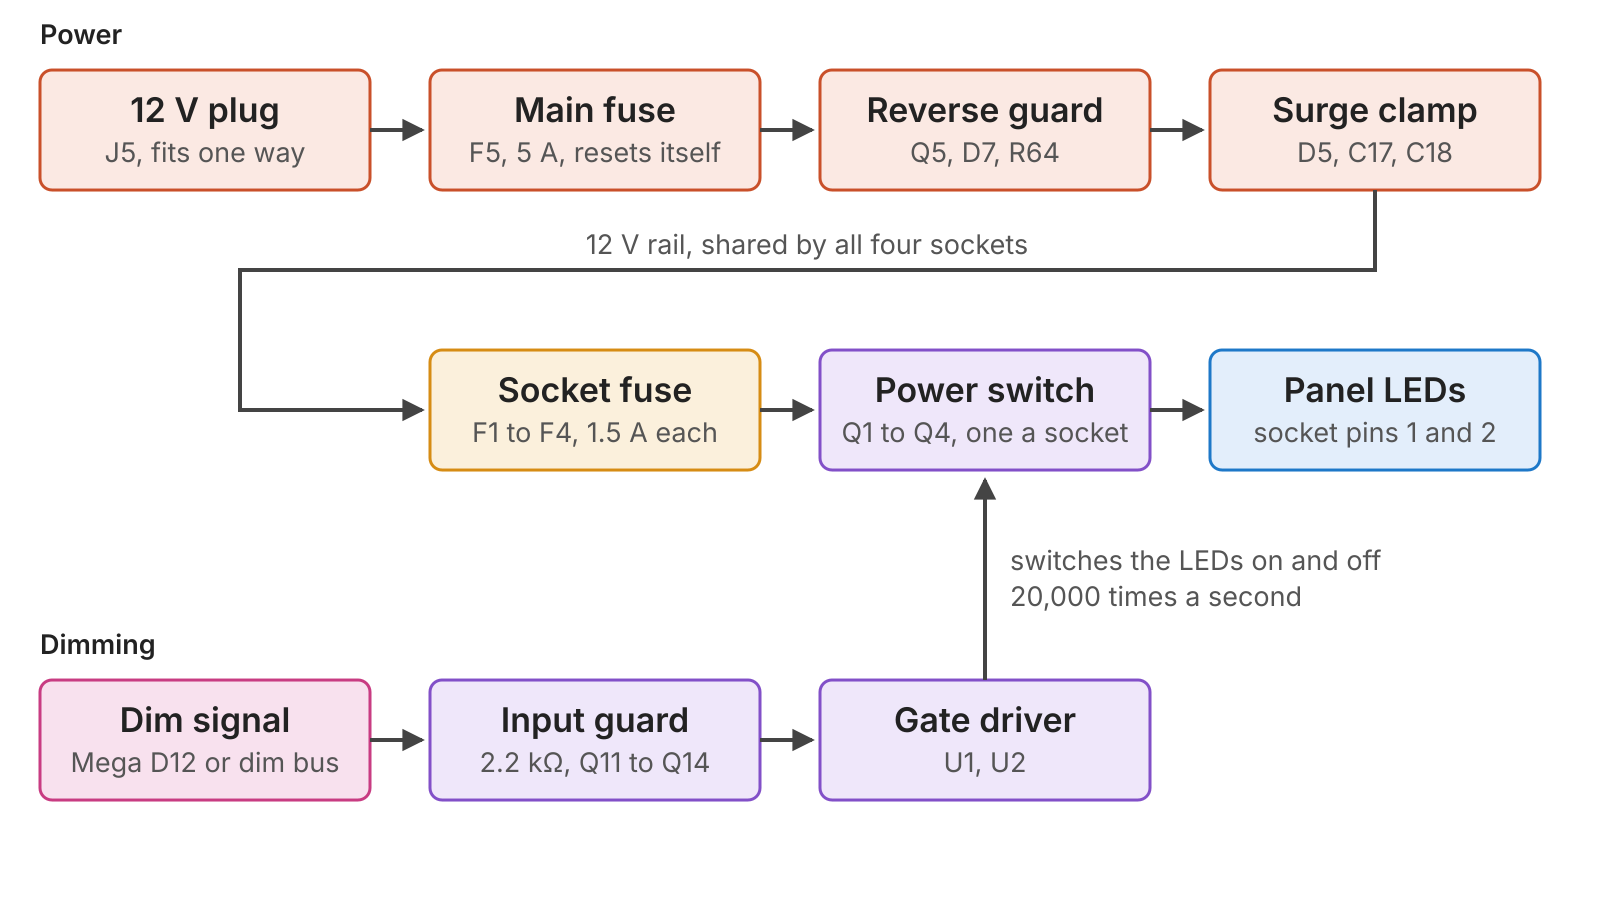 Power
12 V plug
J5, fits one way
Main fuse
F5, 5 A, resets itself
Reverse guard
Q5, D7, R64
Surge clamp
D5, C17, C18
12 V rail, shared by all four sockets
Socket fuse
F1 to F4, 1.5 A each
Power switch
Q1 to Q4, one a socket
Panel LEDs
socket pins 1 and 2
switches the LEDs on and off
20,000 times a second
Dimming
Dim signal
Mega D12 or dim bus
Input guard
2.2 kΩ, Q11 to Q14
Gate driver
U1, U2